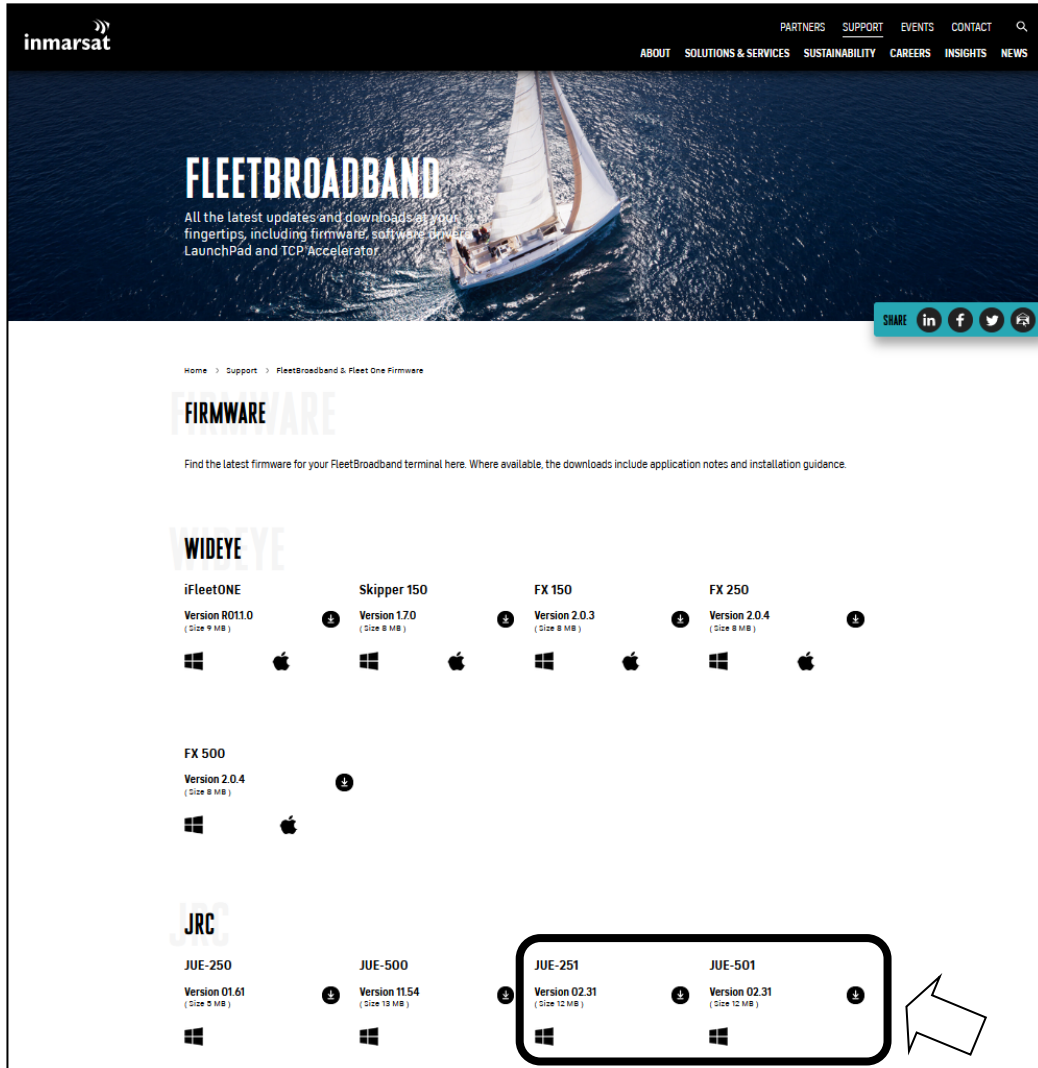 inmarsat
PARTNERS SUPPORT EVENTS CONTACT
ABOUT SOLUTIONS & SERVICES SUSTAINABILITY CAREERS INSIGHTS NEWS
FLEETBROADBAND
All the latest updates and downloads at your
fingertips, including firmware, software drivers
LaunchPad and TCP Accelerator.
SHARE
Home > Support > FleetBroadband & Fleet One Firmware
FIRMWARE
Find the latest firmware for your FleetBroadband terminal here. Where available, the downloads include application notes and installation guidance.
WIDEYE
iFleetONE Skipper 150 FX 150 FX 250
Version R01.1.0 Version 1.7.0 Version 2.0.3 Version 2.0.4
( Size 9 MB ) ( Size 8 MB ) ( Size 8 MB ) ( Size 8 MB )
FX 500
Version 2.0.4
( Size 8 MB )
JRC
JUE-250 JUE-500 JUE-251 JUE-501
Version 01.61 Version 11.54 Version 02.31 Version 02.31
( Size 5 MB ) ( Size 13 MB ) ( Size 12 MB ) ( Size 12 MB )